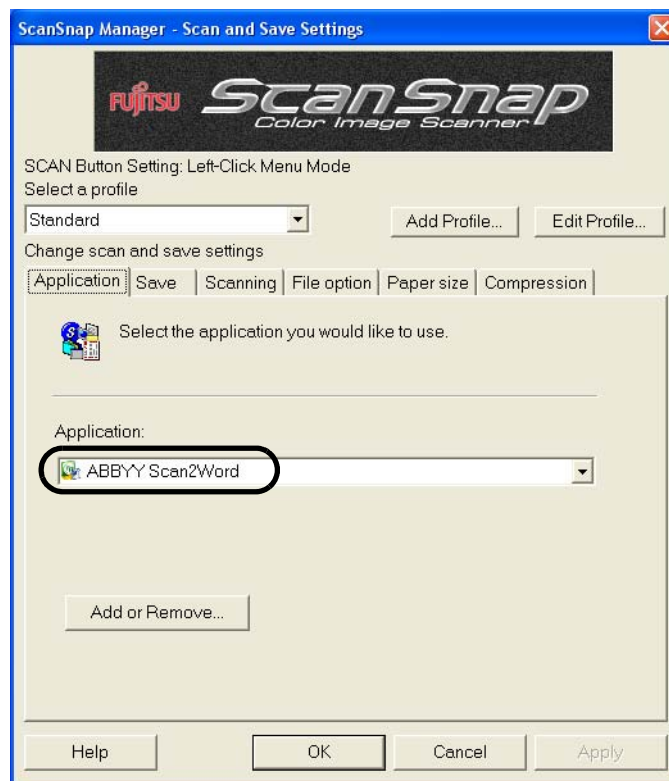 ScanSnap Manager - Scan and Save Settings
FUJITSU ScanSnap
Color Image Scanner
SCAN Button Setting: Left-Click Menu Mode
Select a profile
Standard Add Profile... Edit Profile...
Change scan and save settings
Application Save Scanning File option Paper size Compression
Select the application you would like to use.
Application:
ABBYY Scan2Word
Add or Remove...
Help OK Cancel Apply